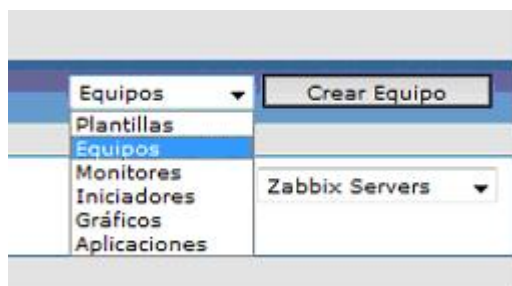 Equipos Crear Equipo
Plantillas
Equipos
Monitores
Iniciadores
Zabbix Servers
Gráficos
Aplicaciones